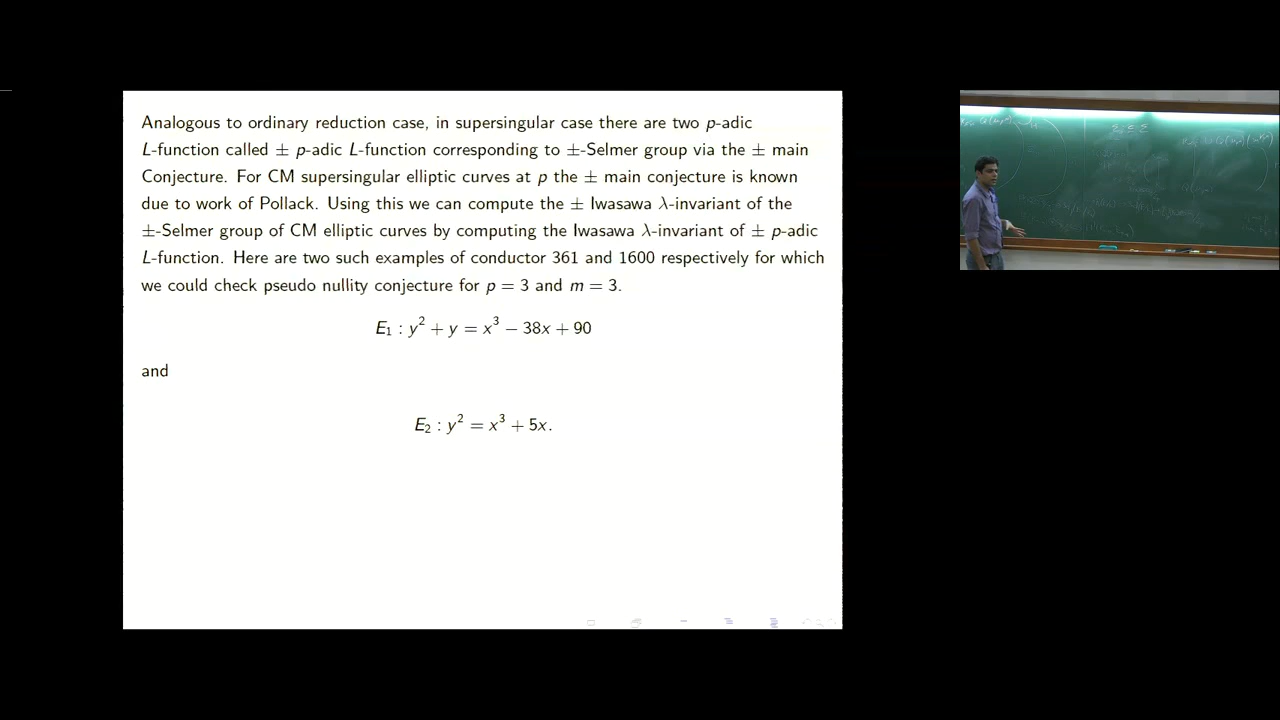 Analogous to ordinary reduction case, in supersingular case there are two p-adic
L-function called ± p-adic L-function corresponding to ±-Selmer group via the ± main
Conjecture. For CM supersingular elliptic curves at p the ± main conjecture is known
due to work of Pollack. Using this we can compute the ± Iwasawa λ-invariant of the
±-Selmer group of CM elliptic curves by computing the Iwasawa λ-invariant of ± p-adic
L-function. Here are two such examples of conductor 361 and 1600 respectively for which
we could check pseudo nullity conjecture for p = 3 and m = 3.
E₁ : y² + y = x³ − 38x + 90
and
E₂ : y² = x³ + 5x.